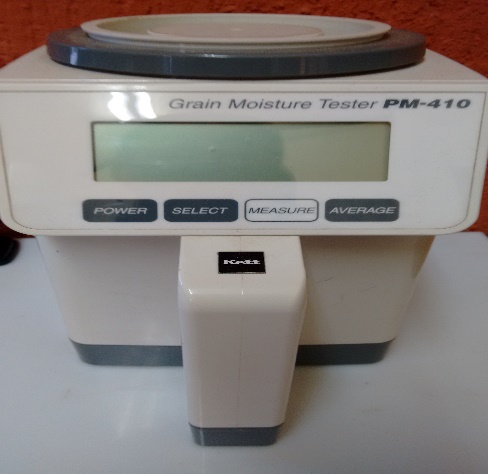 Grain Moisture Tester PM-410
POWER SELECT MEASURE AVERAGE
Kett